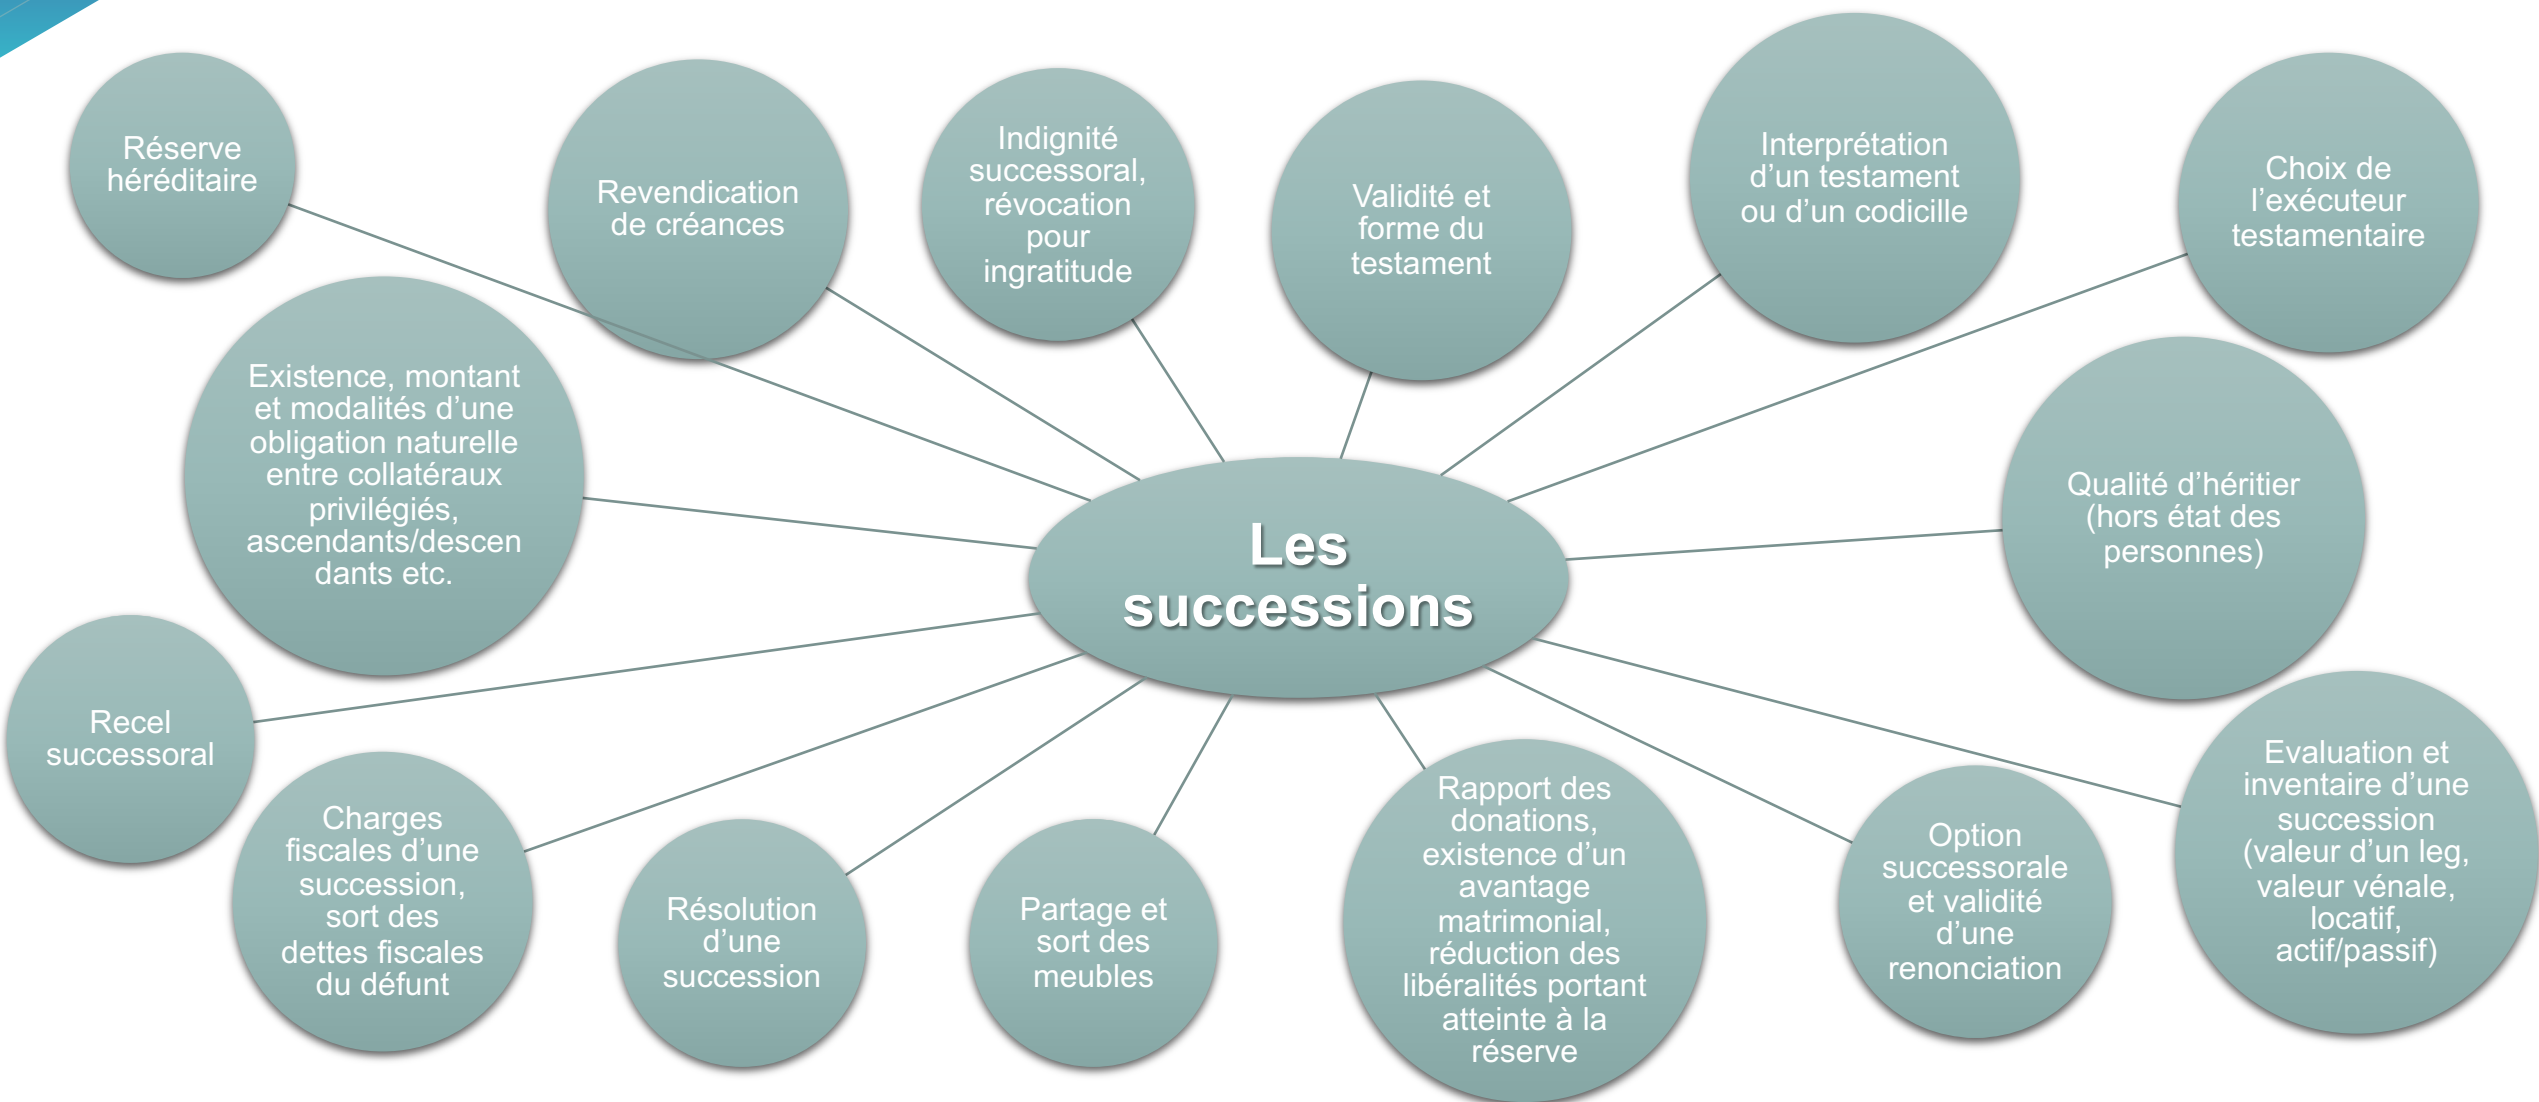 Réserve
héréditaire
Revendication
de créances
Indignité
successoral,
révocation
pour
ingratitude
Validité et
forme du
testament
Interprétation
d’un testament
ou d’un codicille
Choix de
l’exécuteur
testamentaire
Existence, montant
et modalités d’une
obligation naturelle
entre collatéraux
privilégiés,
ascendants/descen
dants etc.
Les
successions
Qualité d’héritier
(hors état des
personnes)
Recel
successoral
Charges
fiscales d’une
succession,
sort des
dettes fiscales
du défunt
Résolution
d’une
succession
Partage et
sort des
meubles
Rapport des
donations,
existence d’un
avantage
matrimonial,
réduction des
libéralités portant
atteinte à la
réserve
Option
successorale
et validité
d’une
renonciation
Evaluation et
inventaire d’une
succession
(valeur d’un leg,
valeur vénale,
locatif,
actif/passif)